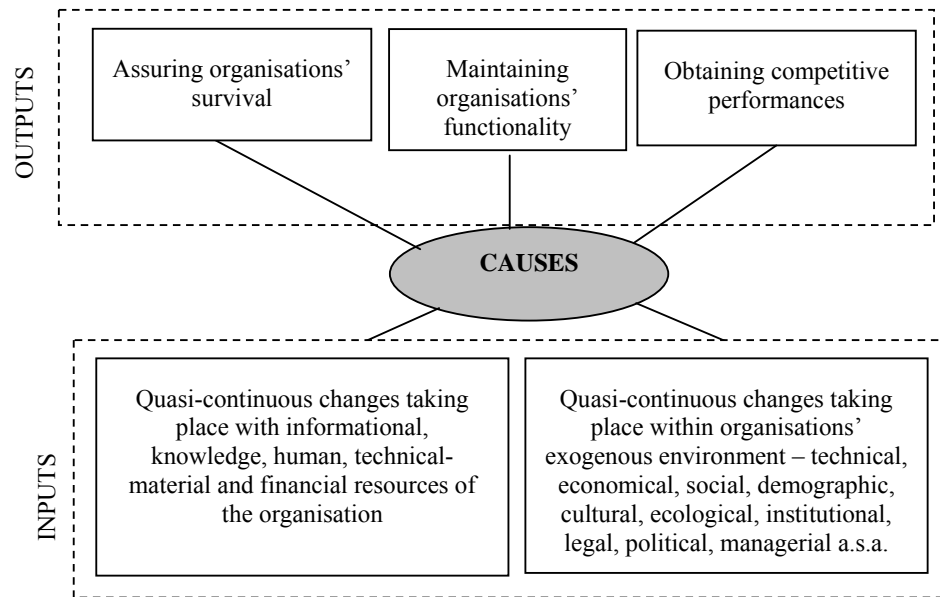 OUTPUTS
Assuring organisations’
survival
Maintaining
organisations’
functionality
Obtaining competitive
performances
CAUSES
INPUTS
Quasi-continuous changes taking
place with informational,
knowledge, human, technical-
material and financial resources of
the organisation
Quasi-continuous changes taking
place within organisations’
exogenous environment – technical,
economical, social, demographic,
cultural, ecological, institutional,
legal, political, managerial a.s.a.